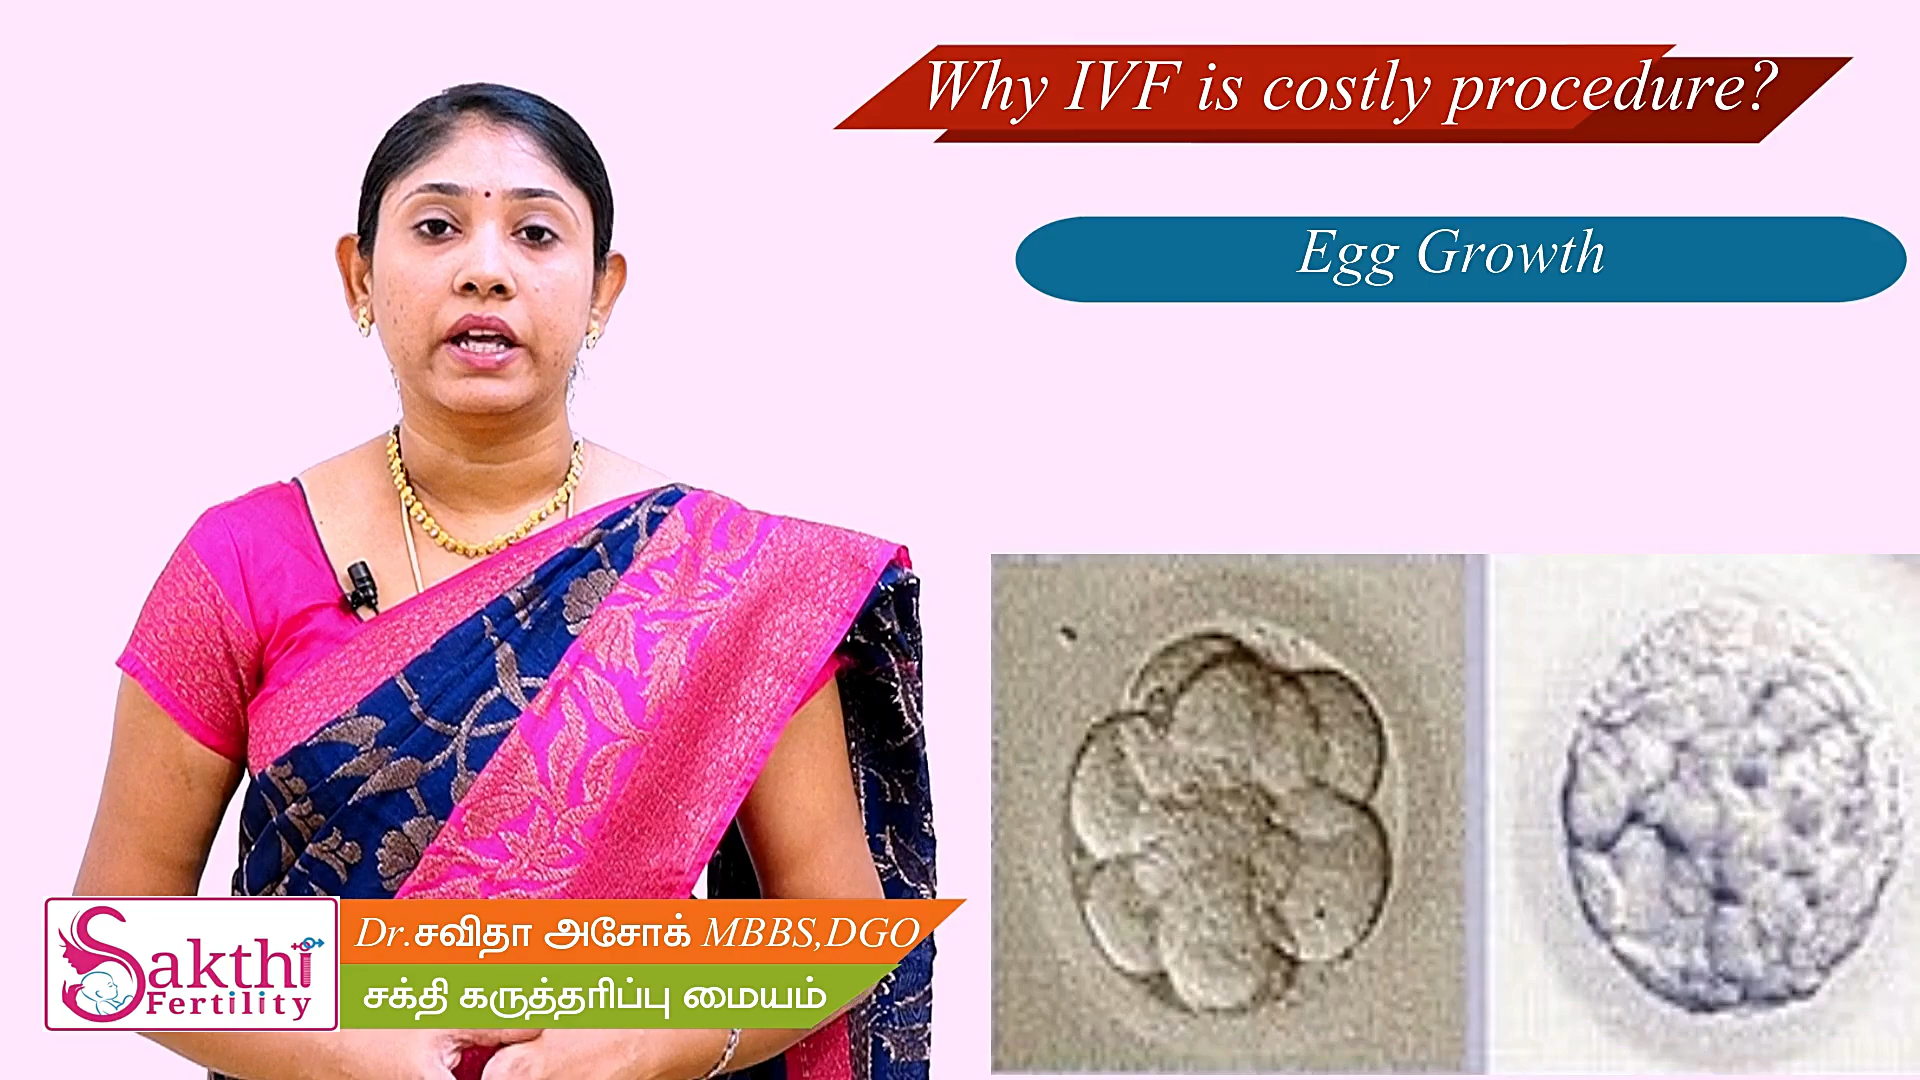 Why IVF is costly procedure?
Egg Growth
Sakthi
Fertility
Dr.சவிதா அசோக் MBBS,DGO
சக்தி கருத்தரிப்பு மையம்